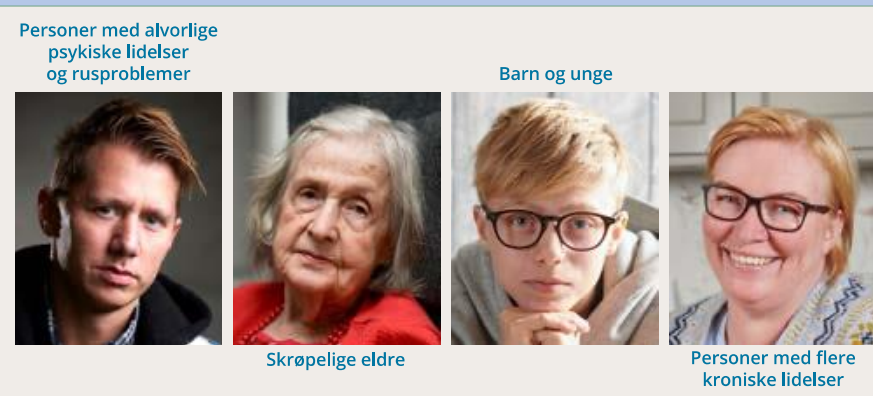 Personer med alvorlige
psykiske lidelser
og rusproblemer
Skrøpelige eldre
Barn og unge
Personer med flere
kroniske lidelser